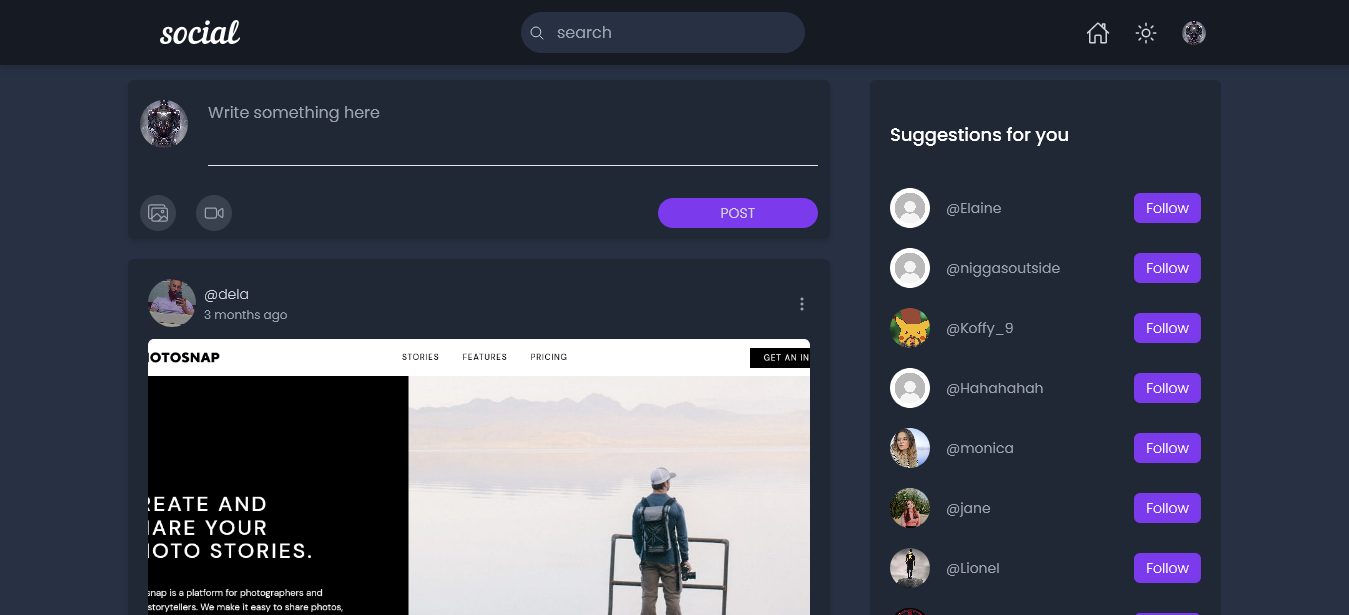 social
search
Write something here
POST
@dela
3 months ago
OTOSNAP
STORIES FEATURES PRICING
GET AN IN
REATE AND
HARE YOUR
HOTO STORIES.
snap is a platform for photographers and
storytellers. We make it easy to share photos,
Suggestions for you
@Elaine Follow
@niggasoutside Follow
@Koffy_9 Follow
@Hahahahah Follow
@monica Follow
@jane Follow
@Lionel Follow